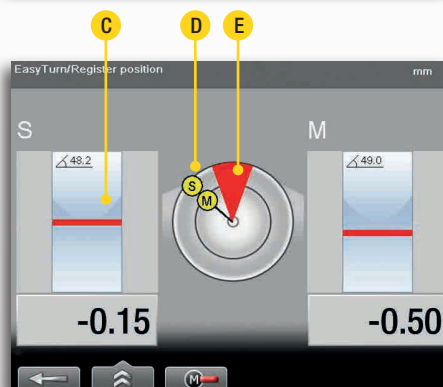 C D E
EasyTurn/Register position mm
S M
48.2 49.0
S
M
-0.15 -0.50
M